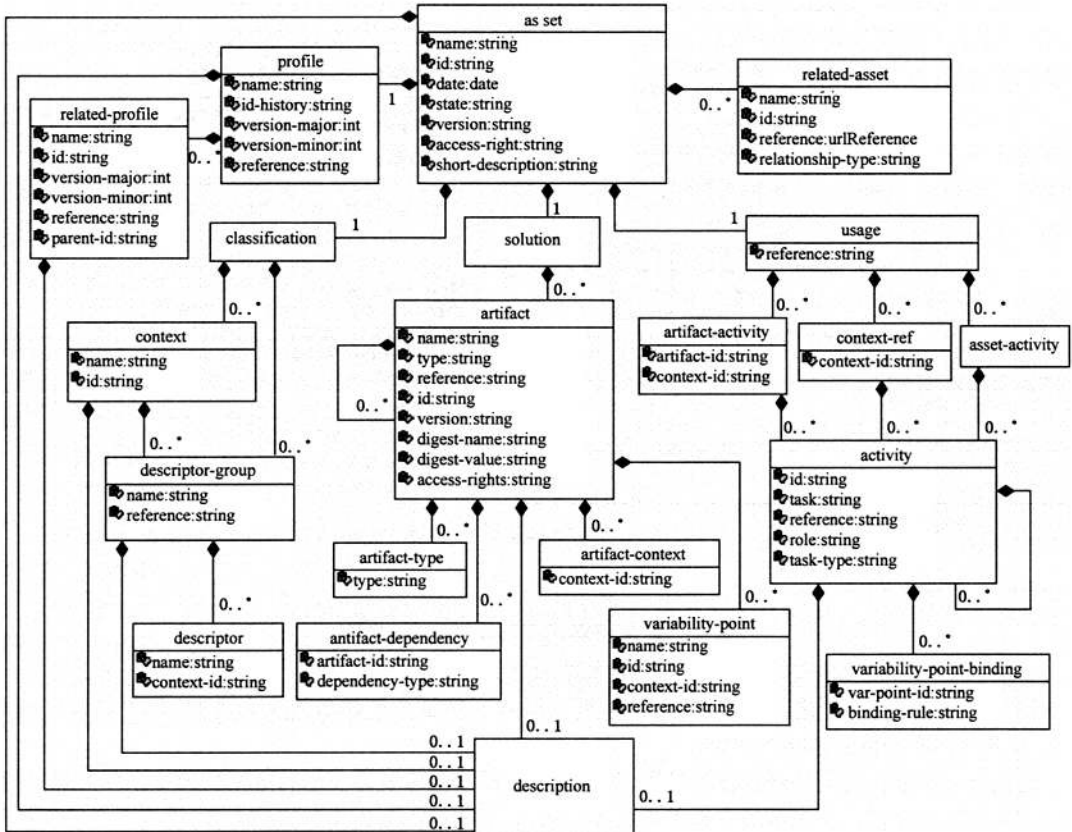 as set
name:string
id:string
date:date
state:string
version:string
access-right:string
short-description:string
profile
name:string
id-history:string
version-major:int
version-minor:int
reference:string
1
related-asset
name:string
id:string
reference:urlReference
relationship-type:string
0..*
related-profile
name:string
id:string
version-major:int
version-minor:int
reference:string
parent-id:string
0..*
classification
1
solution
1
usage
reference:string
1
context
name:string
id:string
0..*
artifact
name:string
type:string
reference:string
id:string
version:string
digest-name:string
digest-value:string
access-rights:string
0..*
0..*
artifact-activity
artifact-id:string
context-id:string
0..*
context-ref
context-id:string
0..*
asset-activity
0..*
descriptor-group
name:string
reference:string
0..*
0..*
activity
id:string
task:string
reference:string
role:string
task-type:string
0..*
0..*
0..*
0..*
artifact-type
type:string
0..*
artifact-context
context-id:string
0..*
descriptor
name:string
context-id:string
0..*
antifact-dependency
artifact-id:string
dependency-type:string
0..*
variability-point
name:string
id:string
context-id:string
reference:string
0..*
variability-point-binding
var-point-id:string
binding-rule:string
0..*
description
0..1
0..1
0..1
0..1
0..1
0..1
0..1